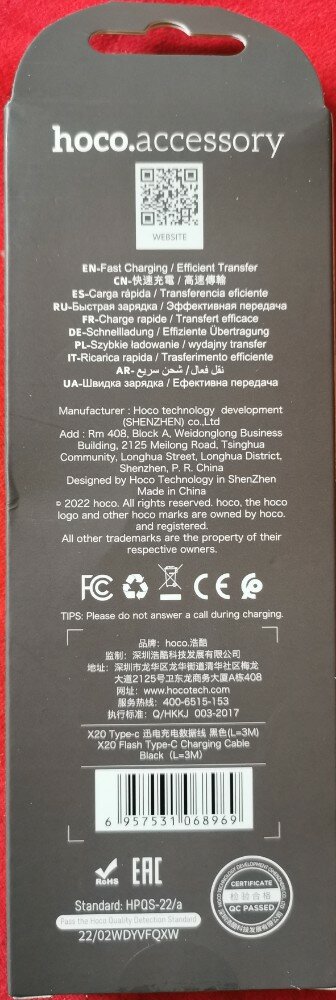 hoco.accessory
WEBSITE
EN-Fast Charging / Efficient Transfer
CN-快速充電 / 高速傳輸
ES-Carga rápida / Transferencia eficiente
RU-Быстрая зарядка / Эффективная передача
FR-Charge rapide / Transfert efficace
DE-Schnellladung / Effiziente Übertragung
PL-Szybkie ładowanie / wydajny transfer
IT-Ricarica rapida / Trasferimento efficiente
AR- نقل فعال/ شحن سريع
UA-Швидка зарядка / Ефективна передача
Manufacturer : Hoco technology development
(SHENZHEN) co.,Ltd
Add : Rm 408, Block A, Weidonglong Business
Building, 2125 Meilong Road, Tsinghua
Community, Longhua Street, Longhua District,
Shenzhen, P. R. China
Designed by Hoco Technology in ShenZhen
Made in China
© 2022 hoco. All rights reserved. hoco, the hoco
logo and other hoco marks are owned by hoco.
and registered.
All other trademarks are the property of their
respective owners.
FC CE
TIPS: Please do not answer a call during charging.
品牌: hoco.浩酷
监制: 深圳浩酷科技发展有限公司
地址: 深圳市龙华区龙华街道清华社区梅龙
大道2125号卫东龙商务大厦A座408
网址: www.hocotech.com
服务热线: 400-6515-153
执行标准: Q/HKKJ 003-2017
X20 Type-c 迅电充电数据线 黑色(L=3M)
X20 Flash Type-C Charging Cable
Black (L=3M)
6 957531 068969
RoHS EAC
Standard: HPQS-22/a
Pass the Hoco Quality Detection Standard
22/02WDYVFQXW
CERTIFICATE
检验合格
QC PASSED